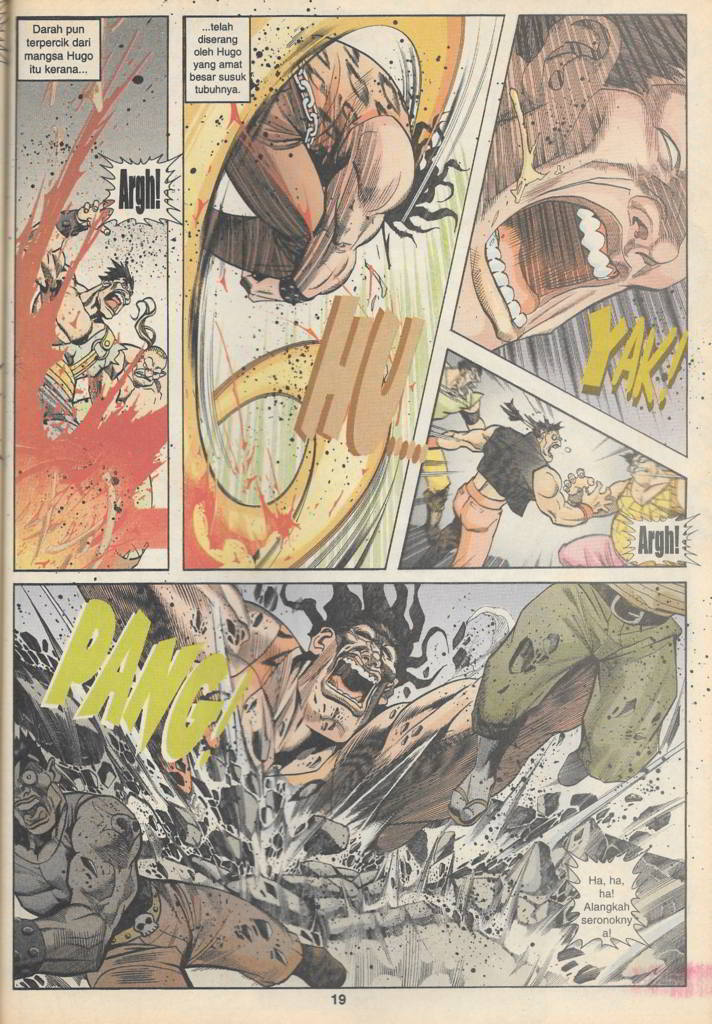 Darah pun
terpercik dari
mangsa Hugo
itu kerana...
Argh!
...telah
diserang
oleh Hugo
yang amat
besar susuk
tubuhnya.
HU...
YAK!
Argh!
PANG!
Ha, ha,
ha!
Alangkah
seronokny
a!
19